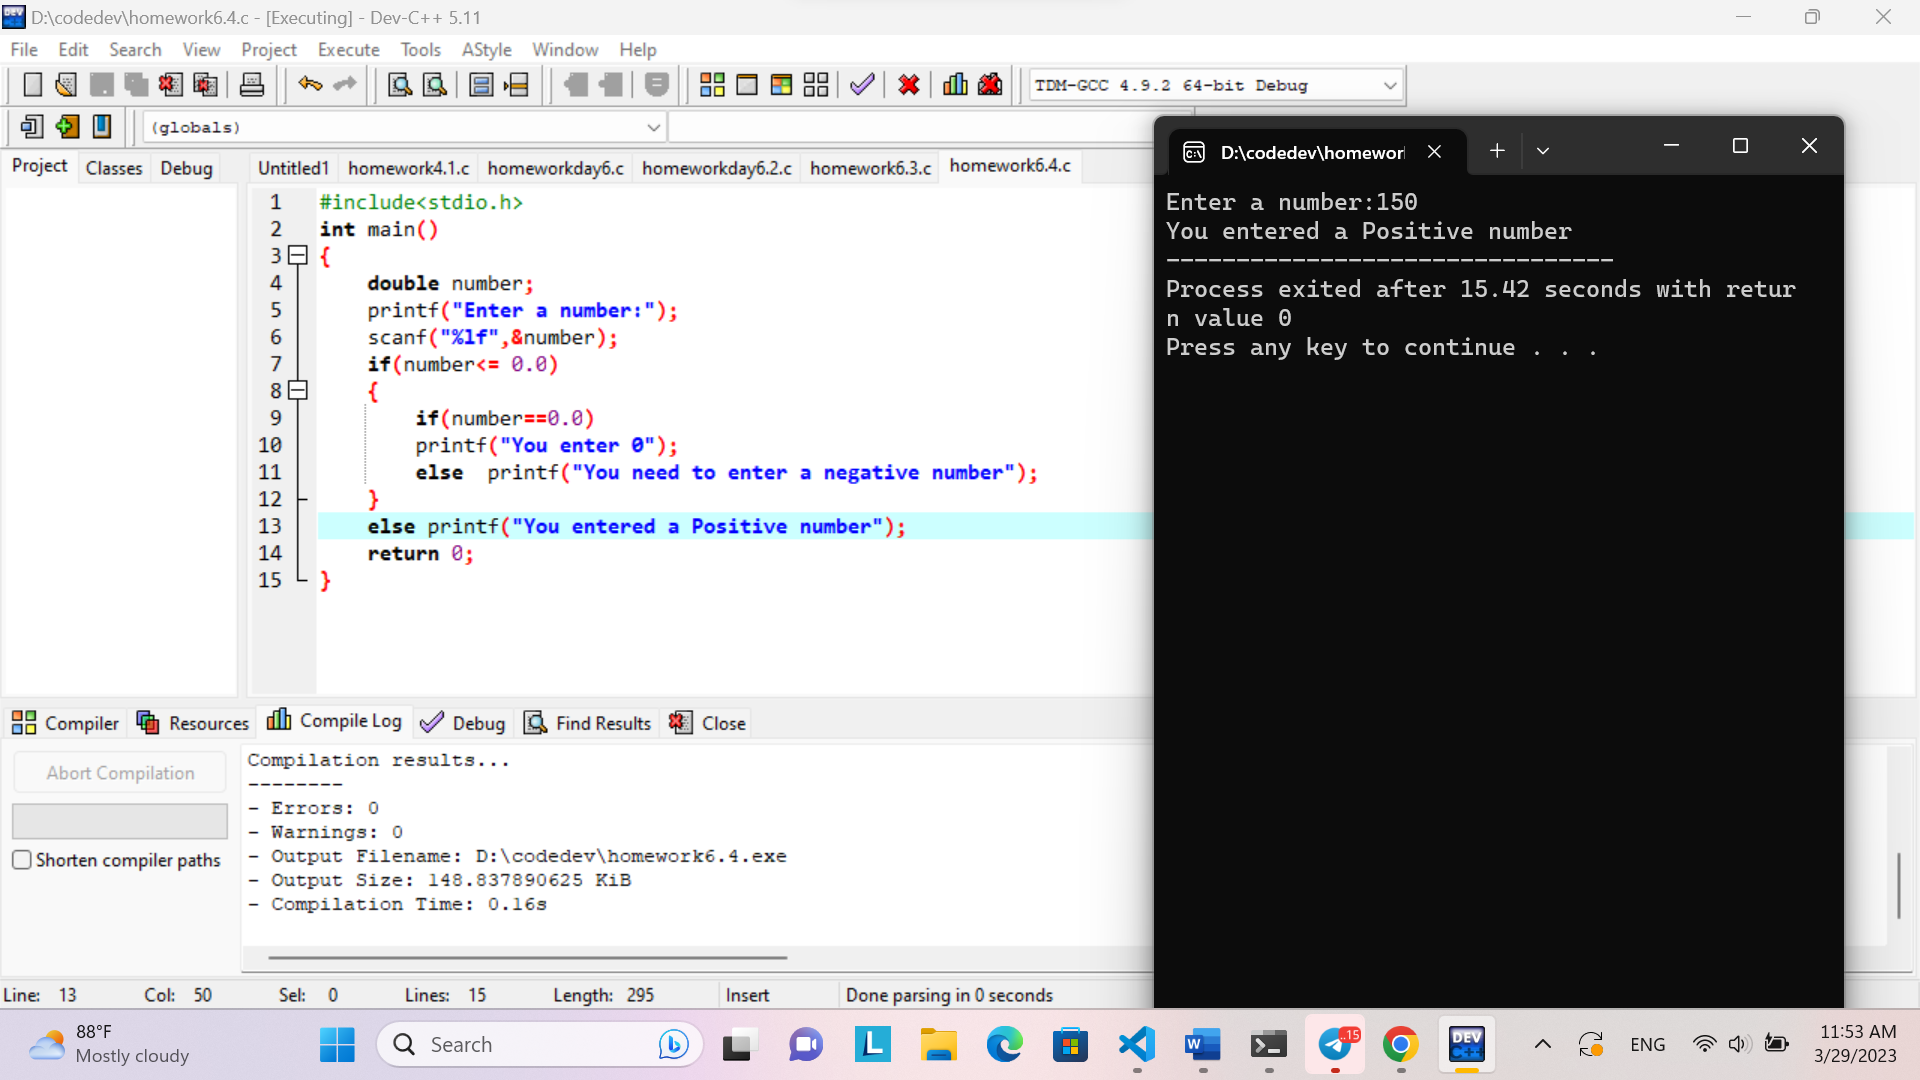 D:\codedev\homework6.4.c - [Executing] - Dev-C++ 5.11
File Edit Search View Project Execute Tools AStyle Window Help
TDM-GCC 4.9.2 64-bit Debug
(globals)
Project Classes Debug
Untitled1 homework4.1.c homeworkday6.c homeworkday6.2.c homework6.3.c homework6.4.c
1 #include<stdio.h>
2 int main()
3 {
4 double number;
5 printf("Enter a number:");
6 scanf("%lf",&number);
7 if(number<= 0.0)
8 {
9 if(number==0.0)
10 printf("You enter 0");
11 else  printf("You need to enter a negative number");
12 }
13 else printf("You entered a Positive number");
14 return 0;
15 }
D:\codedev\homewor
Enter a number:150
You entered a Positive number
--------------------------------
Process exited after 15.42 seconds with retur
n value 0
Press any key to continue . . .
Compiler Resources Compile Log Debug Find Results Close
Abort Compilation
Shorten compiler paths
Compilation results...
--------
- Errors: 0
- Warnings: 0
- Output Filename: D:\codedev\homework6.4.exe
- Output Size: 148.837890625 KiB
- Compilation Time: 0.16s
Line: 13 Col: 50 Sel: 0 Lines: 15 Length: 295 Insert Done parsing in 0 seconds
88°F
Mostly cloudy
Search
L
W
15
DEV
C++
ENG
11:53 AM
3/29/2023